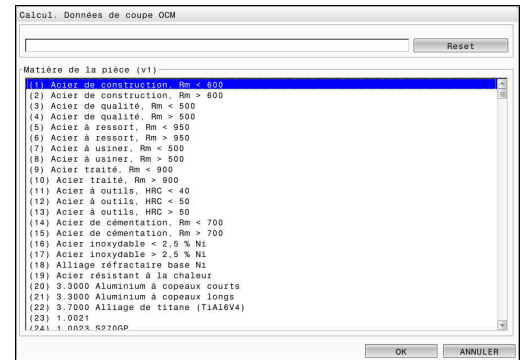 Calcul. Données de coupe OCM
Reset
Matière de la pièce (v1)
(1) Acier de construction, Rm < 600
(2) Acier de construction, Rm > 600
(3) Acier de qualité, Rm < 500
(4) Acier de qualité, Rm > 500
(5) Acier à ressort, Rm < 950
(6) Acier à ressort, Rm > 950
(7) Acier à usiner, Rm < 500
(8) Acier à usiner, Rm > 500
(9) Acier traité, Rm < 900
(10) Acier traité, Rm > 900
(11) Acier à outils, HRC < 40
(12) Acier à outils, HRC < 50
(13) Acier à outils, HRC > 50
(14) Acier de cémentation, Rm < 700
(15) Acier de cémentation, Rm > 700
(16) Acier inoxydable < 2,5 % Ni
(17) Acier inoxydable > 2,5 % Ni
(18) Alliage réfractaire base Ni
(19) Acier résistant à la chaleur
(20) 3.3000 Aluminium à copeaux courts
(21) 3.3000 Aluminium à copeaux longs
(22) 3.7000 Alliage de titane (TiAl6V4)
(23) 1.0021
(24) 1.0023 S270GP
OK ANNULER